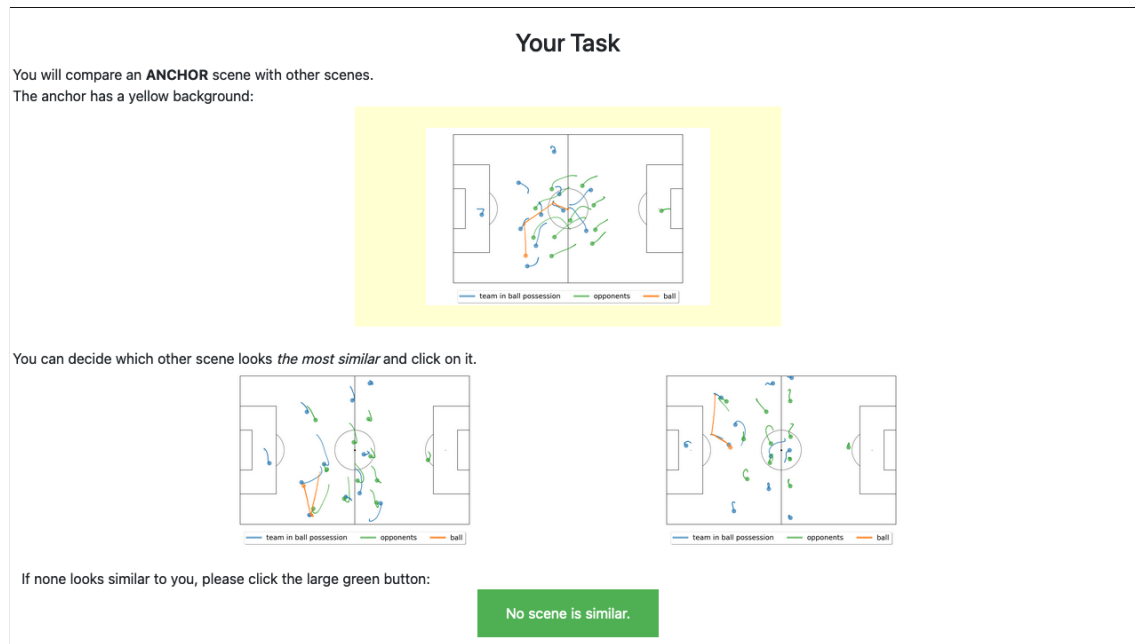 Your Task
You will compare an ANCHOR scene with other scenes.
The anchor has a yellow background:
team in ball possession opponents ball
You can decide which other scene looks the most similar and click on it.
team in ball possession opponents ball
team in ball possession opponents ball
If none looks similar to you, please click the large green button:
No scene is similar.